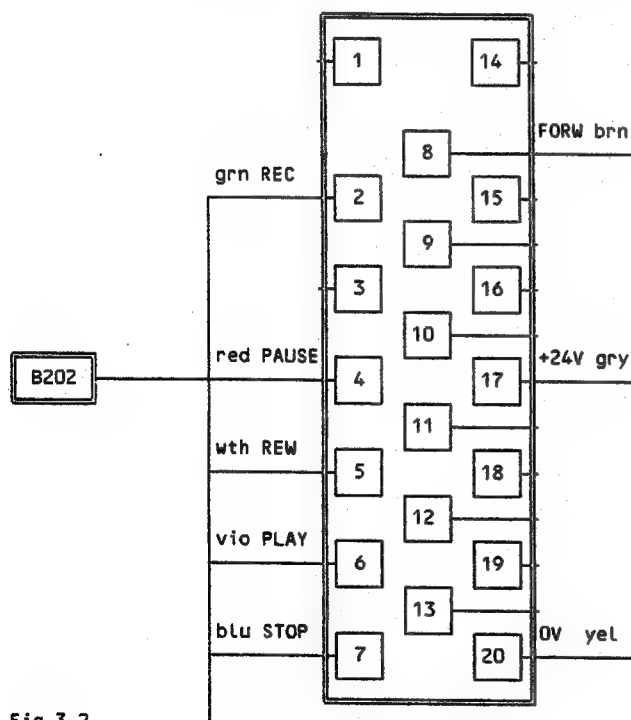 1
14
FORW brn
8
grn REC
2
15
9
3
16
10
red PAUSE
+24V gry
B202
4
17
11
wth REW
5
18
12
vio PLAY
6
19
13
blu STOP
0V yel
7
20
Fig 3.2